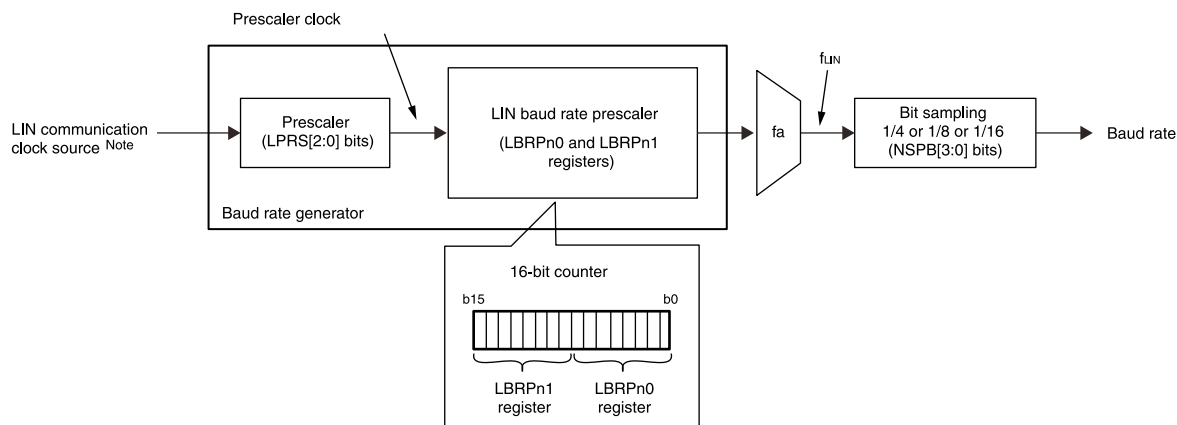 Prescaler clock
LIN communication
clock source Note
Prescaler
(LPRS[2:0] bits)
LIN baud rate prescaler
(LBRPn0 and LBRPn1
registers)
Baud rate generator
fa
fLIN
Bit sampling
1/4 or 1/8 or 1/16
(NSPB[3:0] bits)
Baud rate
16-bit counter
b15
b0
LBRPn1
register
LBRPn0
register